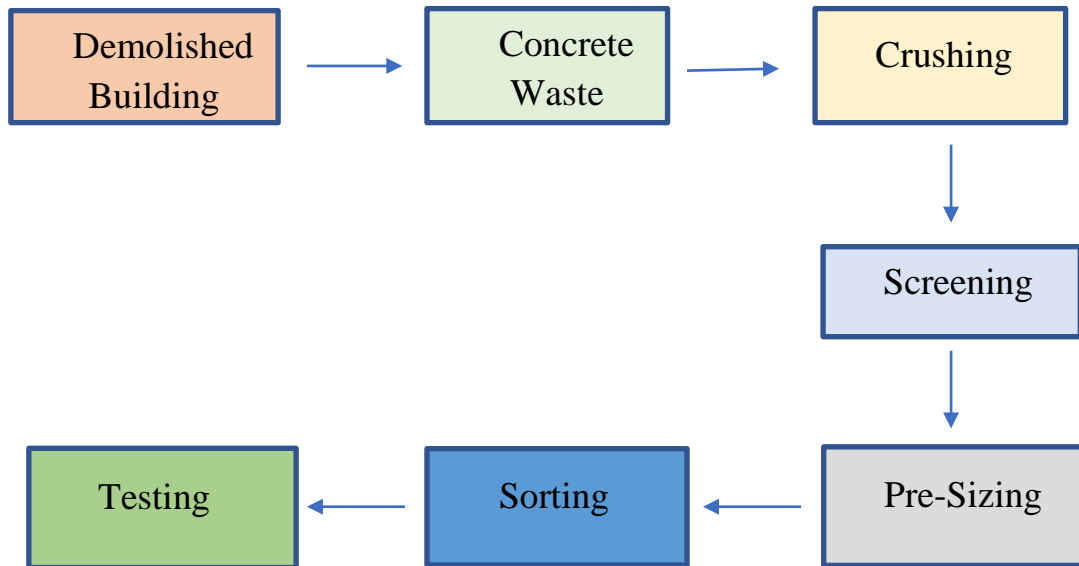 Demolished
Building
Concrete
Waste
Crushing
Screening
Pre-Sizing
Sorting
Testing